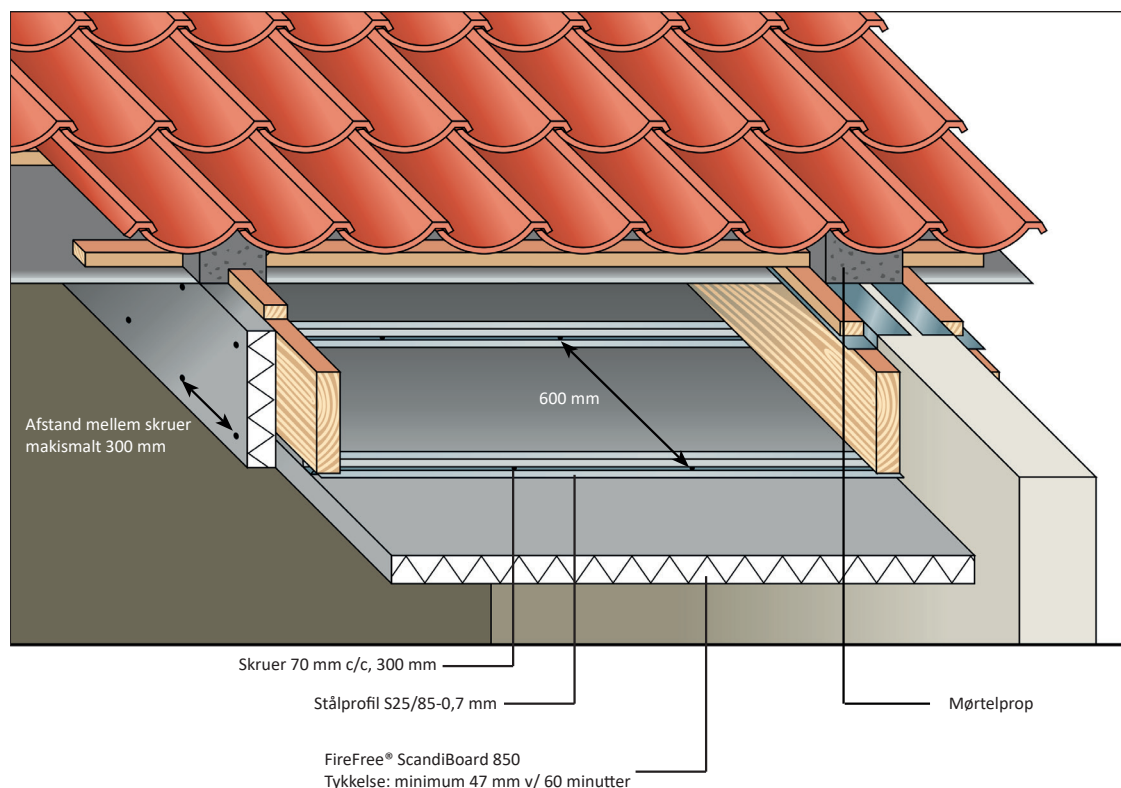 600 mm
Afstand mellem skruer
makismalt 300 mm
Skruer 70 mm c/c, 300 mm
Stålprofil S25/85-0,7 mm
Mørtelprop
FireFree® ScandiBoard 850
Tykkelse: minimum 47 mm v/ 60 minutter